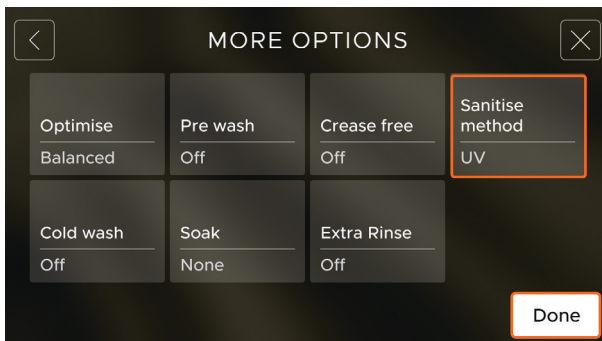 MORE OPTIONS
Optimise
Balanced
Pre wash
Off
Crease free
Off
Sanitise
method
UV
Cold wash
Off
Soak
None
Extra Rinse
Off
Done